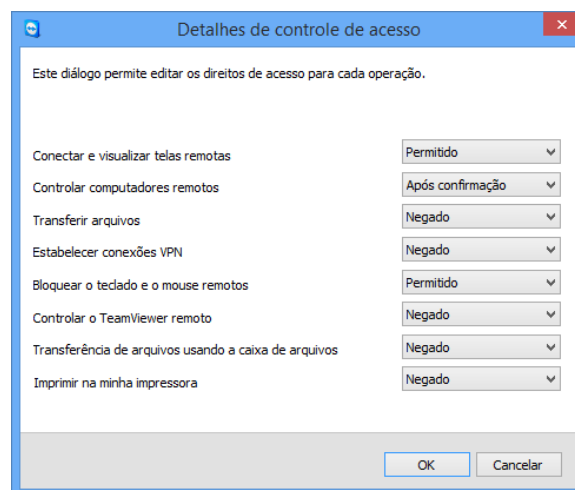 Detalhes de controle de acesso
Este diálogo permite editar os direitos de acesso para cada operação.
Conectar e visualizar telas remotas Permitido
Controlar computadores remotos Após confirmação
Transferir arquivos Negado
Estabelecer conexões VPN Negado
Bloquear o teclado e o mouse remotos Permitido
Controlar o TeamViewer remoto Negado
Transferência de arquivos usando a caixa de arquivos Negado
Imprimir na minha impressora Negado
OK Cancelar